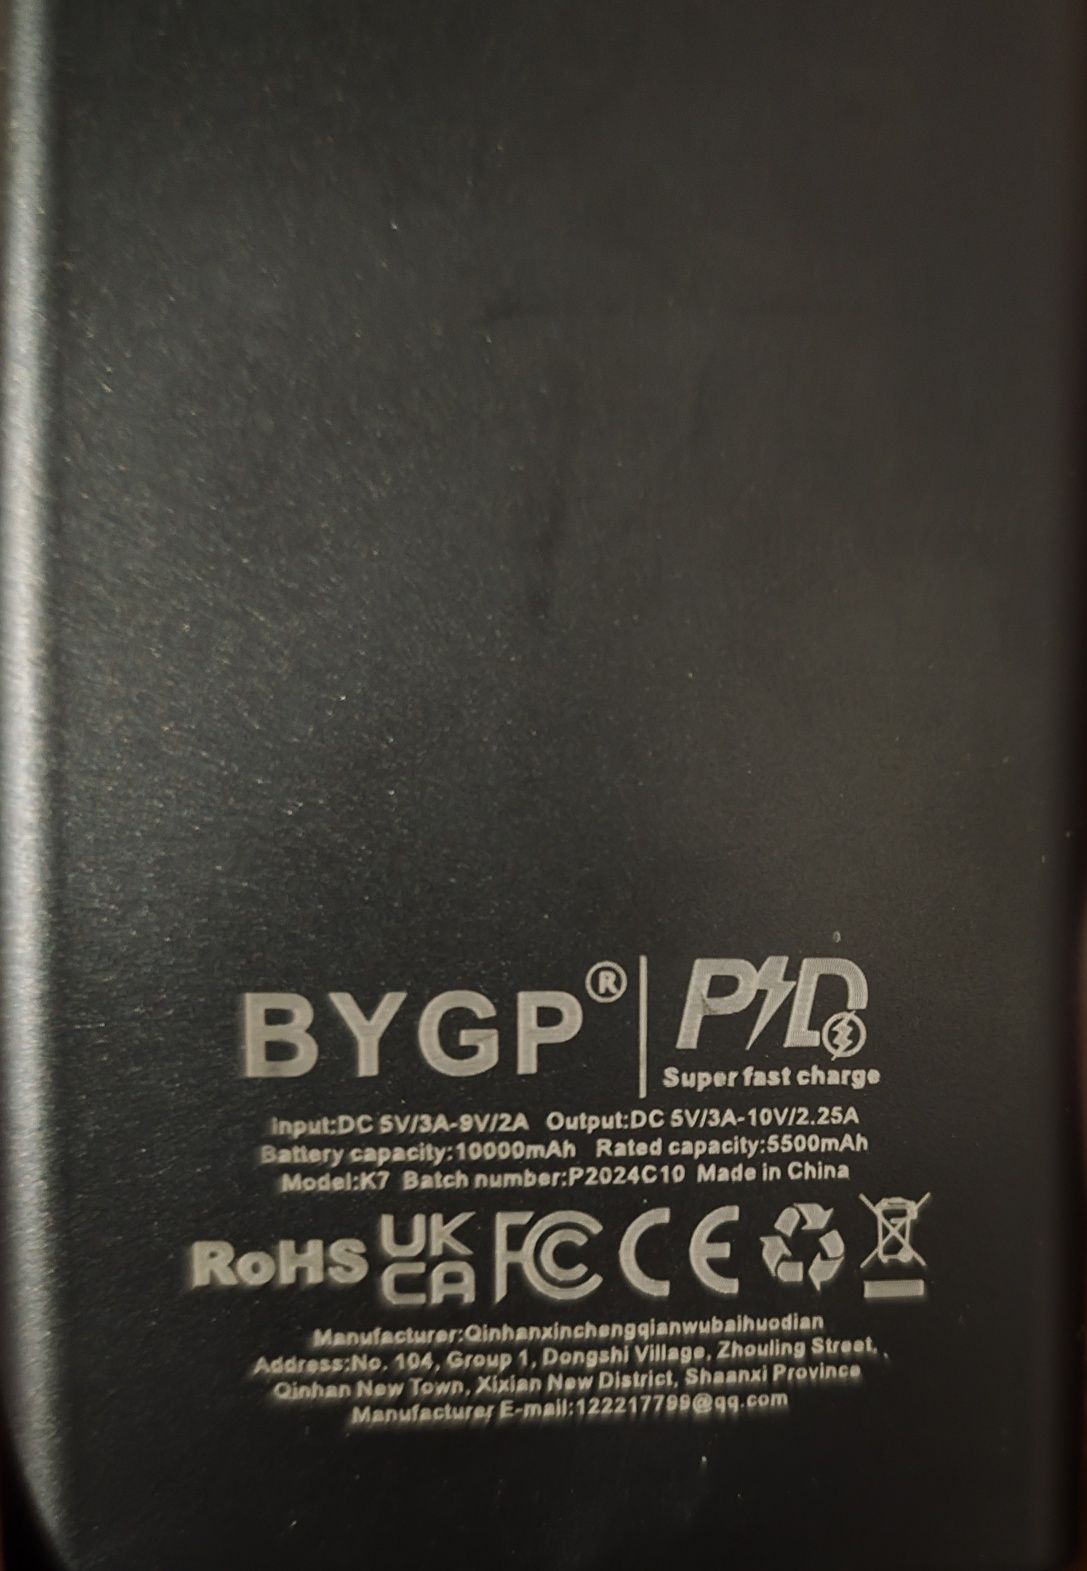 BYGP®
PD
Super fast charge
Input:DC 5V/3A-9V/2A Output:DC 5V/3A-10V/2.25A
Battery capacity:10000mAh Rated capacity:5500mAh
Model:K7 Batch number:P2024C10 Made in China
RoHS UK CA FC CE
Manufacturer:Qinhanxinchengqianwubaihuodian
Address:No. 104, Group 1, Dongshi Village, Zhouling Street, ,
Qinhan New Town, Xixian New District, Shaanxi Province
Manufacturer E-mail:122217799@qq.com